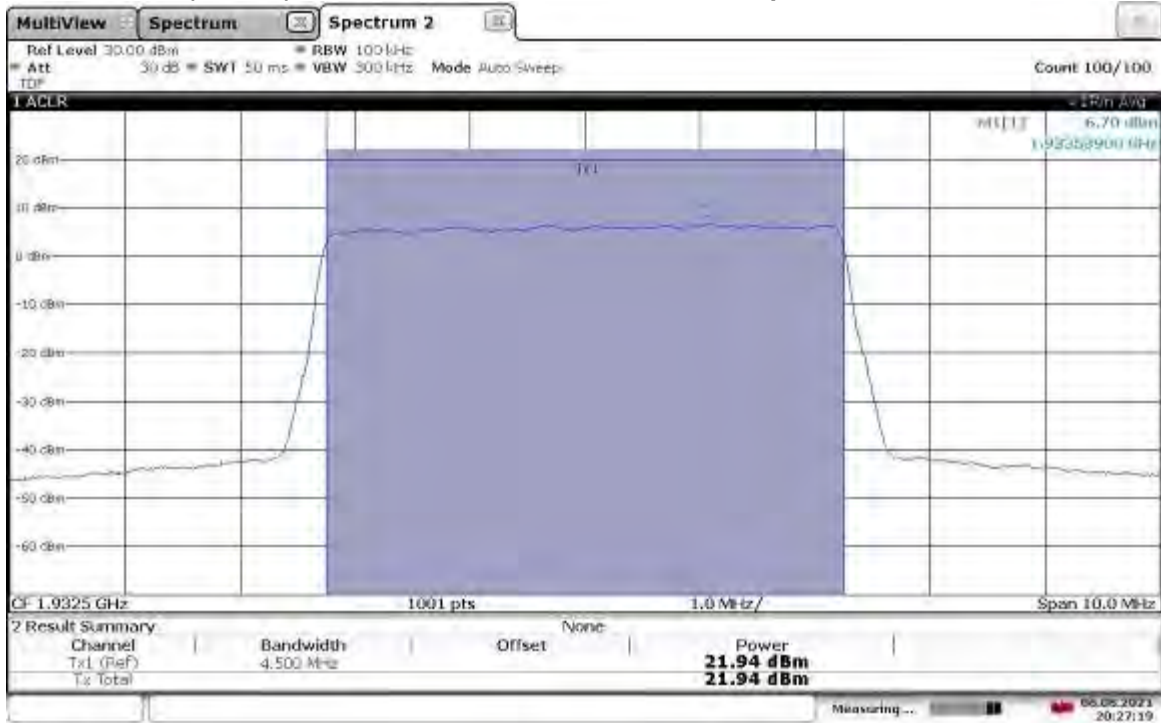 MultiView Spectrum Spectrum 2
Ref Level 30.00 dBm RBW 100 kHz
Att 30 dB SWT 50 ms VBW 300 kHz Mode Auto Sweep Count 100/100
TDF
1 ACLR 1Rm Avg
M1[1] 6.70 dBm
GHz
20 dBm
Tx1
10 dBm
0 dBm
-10 dBm
-20 dBm
-30 dBm
-40 dBm
-50 dBm
-60 dBm
CF 1.9325 GHz 1001 pts 1.0 MHz/ Span 10.0 MHz
2 Result Summary None
Channel Bandwidth Offset Power
Tx1 (Ref) 4.500 MHz 21.94 dBm
Tx Total 21.94 dBm
Measuring...
20:27:19